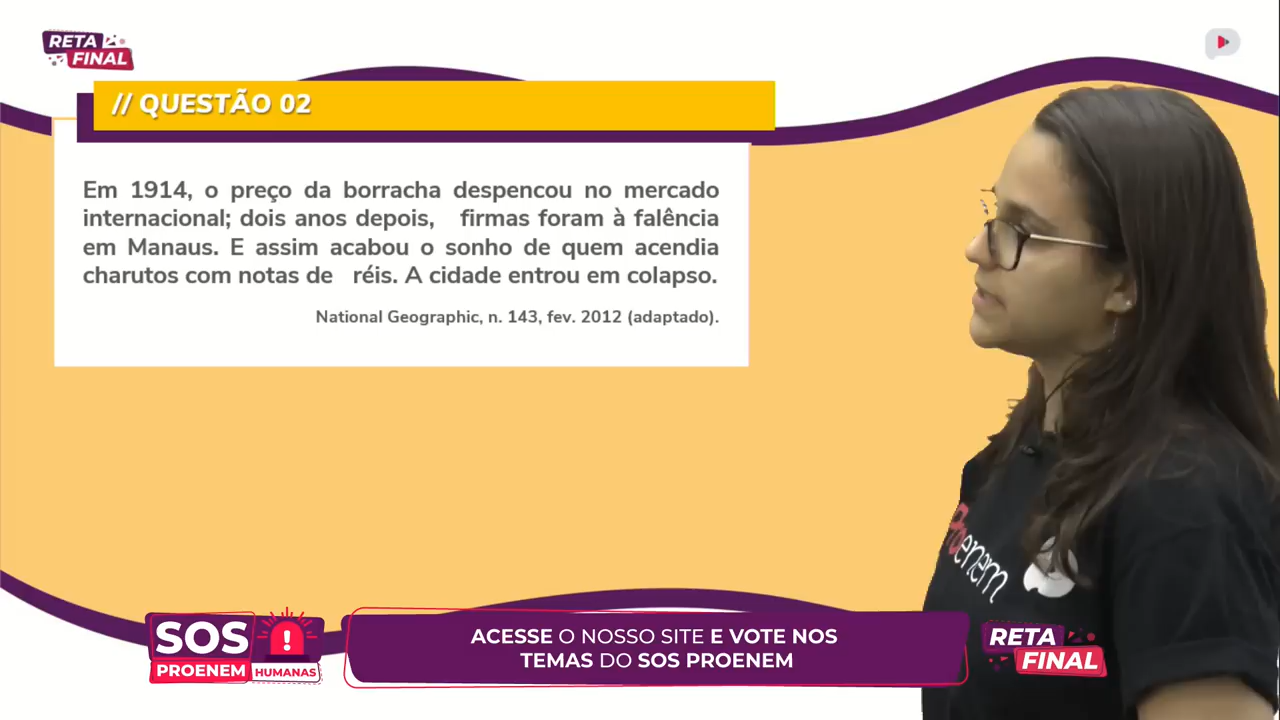 RETA
FINAL
// QUESTÃO 02
Em 1914, o preço da borracha despencou no mercado
internacional; dois anos depois, firmas foram à falência
em Manaus. E assim acabou o sonho de quem acendia
charutos com notas de réis. A cidade entrou em colapso.
National Geographic, n. 143, fev. 2012 (adaptado).
Proenem
SOS
PROENEM HUMANAS
ACESSE O NOSSO SITE E VOTE NOS
TEMAS DO SOS PROENEM
RETA
FINAL